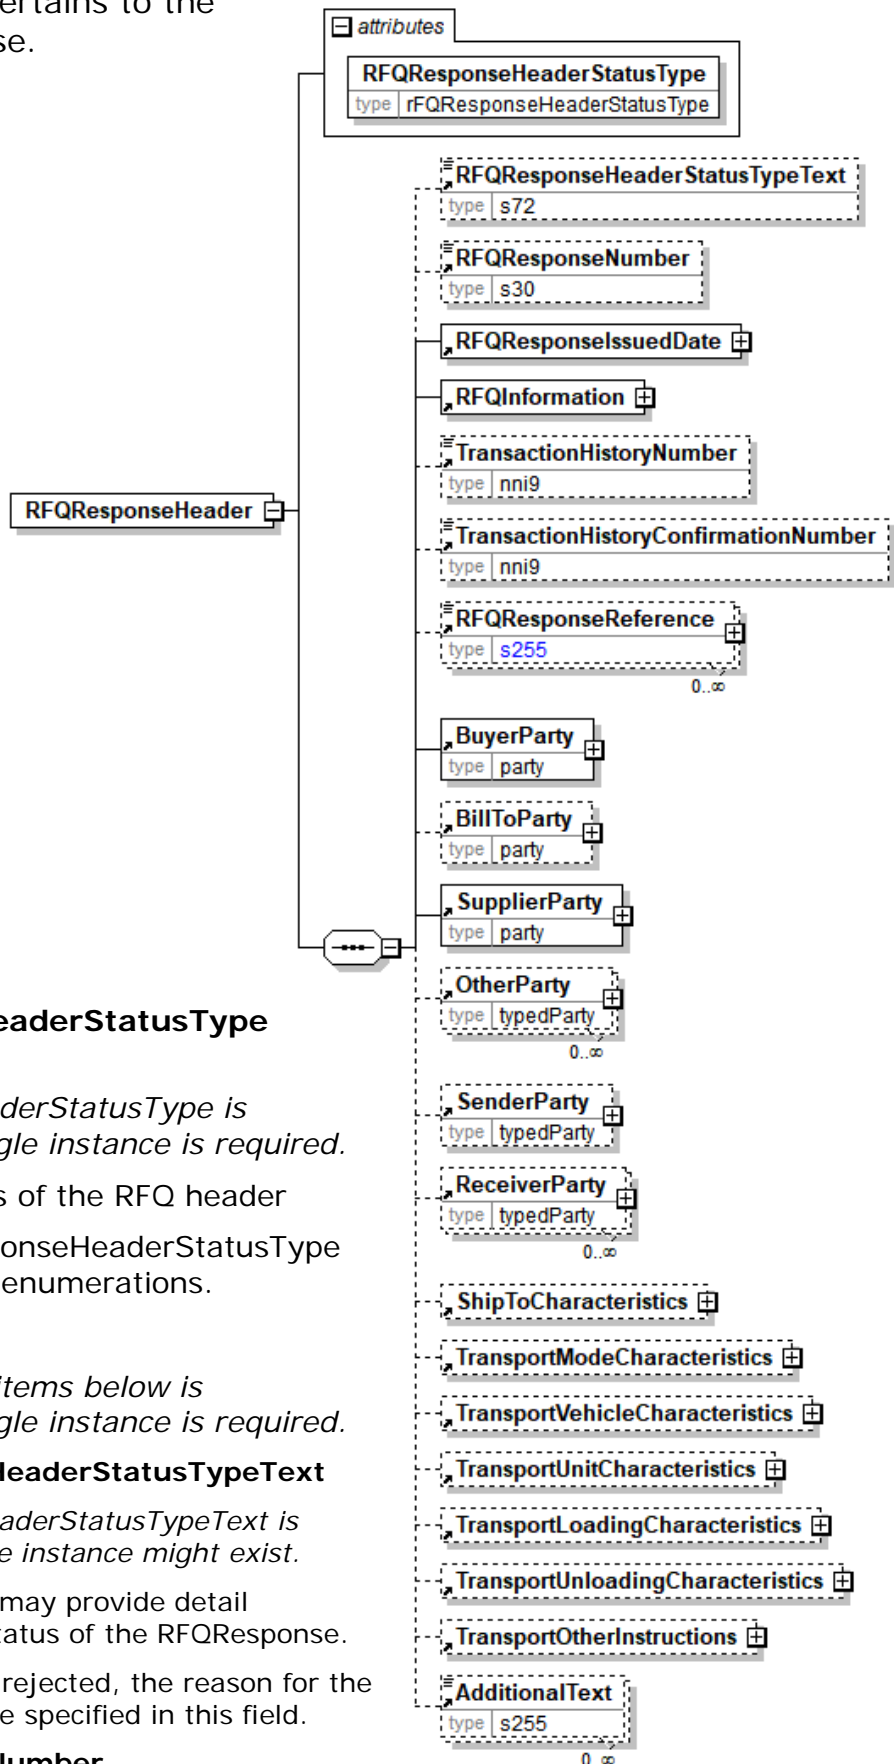 ertains to the
se.
attributes
RFQResponseHeaderStatusType
type rFQResponseHeaderStatusType
RFQResponseHeaderStatusTypeText
type s72
RFQResponseNumber
type s30
RFQResponseIssuedDate
RFQInformation
TransactionHistoryNumber
type nni9
RFQResponseHeader
TransactionHistoryConfirmationNumber
type nni9
RFQResponseReference
type s255
0..∞
BuyerParty
type party
BillToParty
type party
SupplierParty
type party
OtherParty
type typedParty
0..∞
SenderParty
type typedParty
ReceiverParty
type typedParty
0..∞
ShipToCharacteristics
TransportModeCharacteristics
TransportVehicleCharacteristics
TransportUnitCharacteristics
TransportLoadingCharacteristics
TransportUnloadingCharacteristics
TransportOtherInstructions
AdditionalText
type s255
0..∞
eaderStatusType
derStatusType is
gle instance is required.
s of the RFQ header
onseHeaderStatusType
enumerations.
items below is
gle instance is required.
HeaderStatusTypeText
aderStatusTypeText is
e instance might exist.
may provide detail
tatus of the RFQResponse.
rejected, the reason for the
e specified in this field.
Number